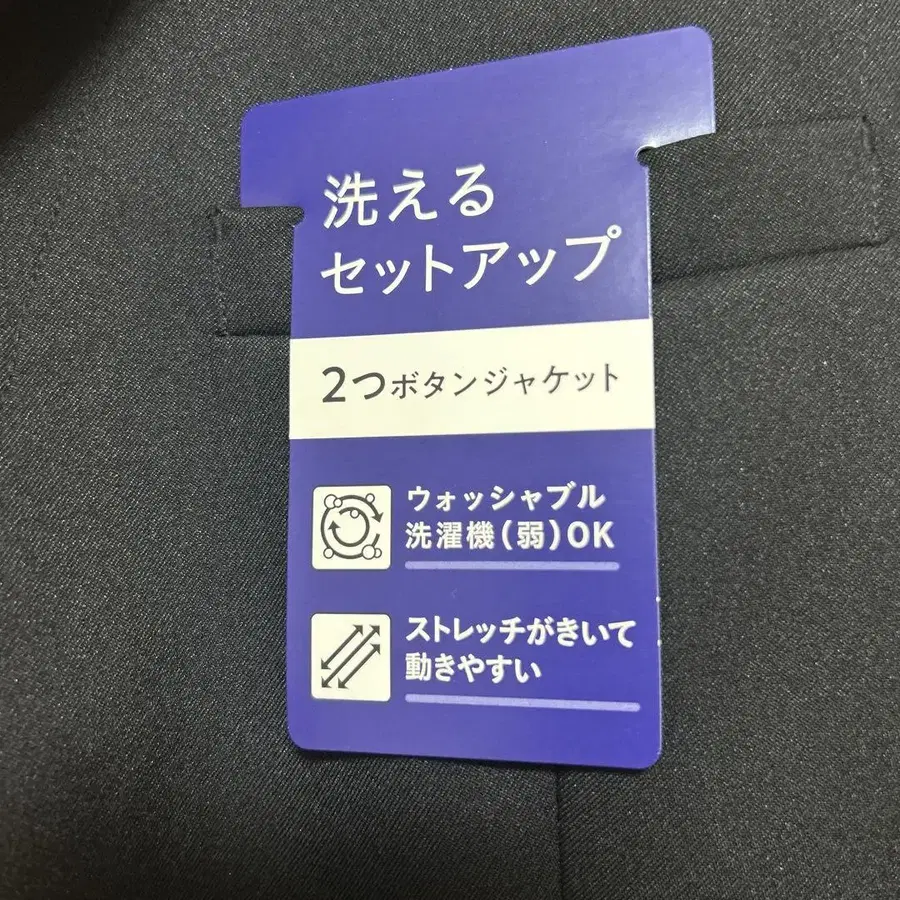 洗える
セットアップ
2つボタンジャケット
ウォッシャブル
洗濯機(弱)OK
ストレッチがきいて
動きやすい